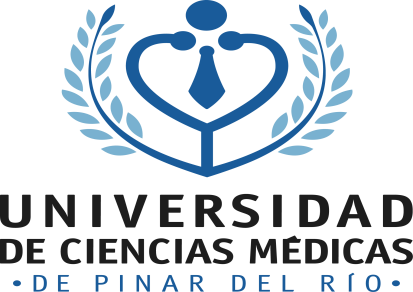 UNIVERSIDAD
DE CIENCIAS MÉDICAS
• DE PINAR DEL RÍO •